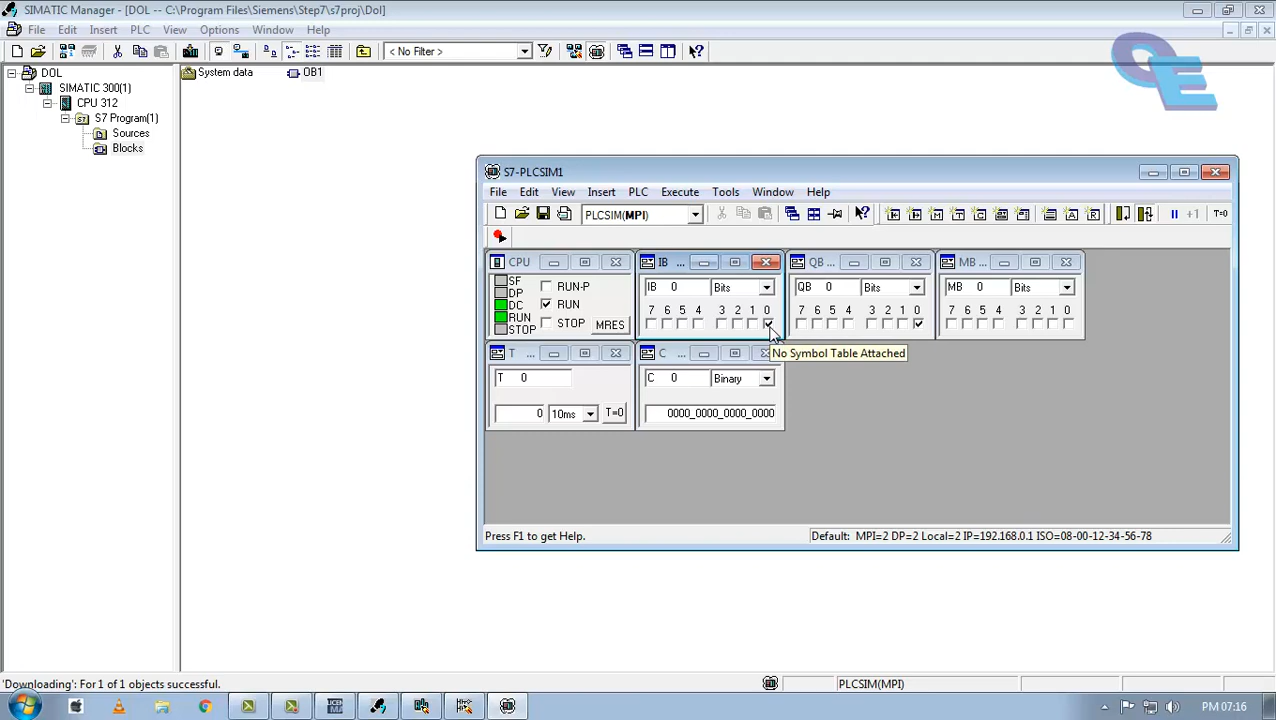 SIMATIC Manager - [DOL -- C:\Program Files\Siemens\Step7\s7proj\Dol]
File Edit Insert PLC View Options Window Help
< No Filter >
DOL
SIMATIC 300(1)
CPU 312
S7 Program(1)
Sources
Blocks
System data
OB1
OE
S7-PLCSIM1
File Edit View Insert PLC Execute Tools Window Help
PLCSIM(MPI)
+1
T=0
CPU
SF
DP
DC
RUN
STOP
RUN-P
RUN
STOP
MRES
IB ...
IB 0 Bits
7 6 5 4 3 2 1 0
QB ...
QB 0 Bits
7 6 5 4 3 2 1 0
MB ...
MB 0 Bits
7 6 5 4 3 2 1 0
No Symbol Table Attached
T ...
T 0
0 10ms T=0
C ...
C 0 Binary
0000_0000_0000_0000
Press F1 to get Help.
Default: MPI=2 DP=2 Local=2 IP=192.168.0.1 ISO=08-00-12-34-56-78
'Downloading': For 1 of 1 objects successful.
PLCSIM(MPI)
PM 07:16